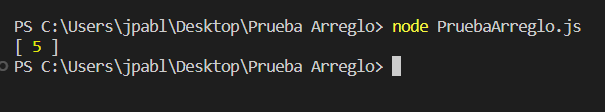 PS C:\Users\jpabl\Desktop\Prueba Arreglo> node PruebaArreglo.js
[ 5 ]
PS C:\Users\jpabl\Desktop\Prueba Arreglo>